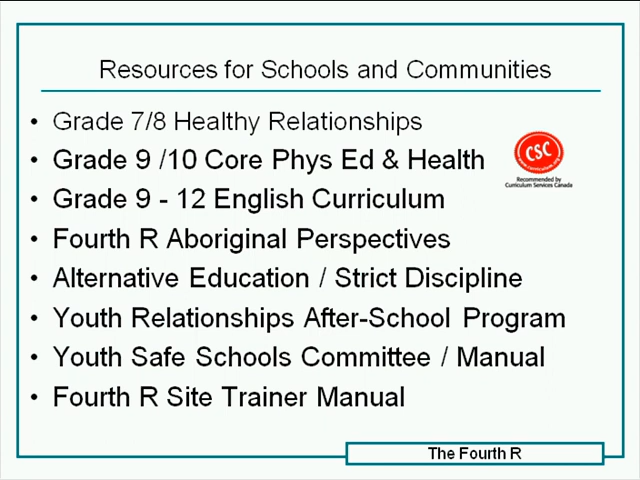 Resources for Schools and Communities
• Grade 7/8 Healthy Relationships
• Grade 9 /10 Core Phys Ed & Health
CSC
Recommended by
Curriculum Services Canada
• Grade 9 - 12 English Curriculum
• Fourth R Aboriginal Perspectives
• Alternative Education / Strict Discipline
• Youth Relationships After-School Program
• Youth Safe Schools Committee / Manual
• Fourth R Site Trainer Manual
The Fourth R